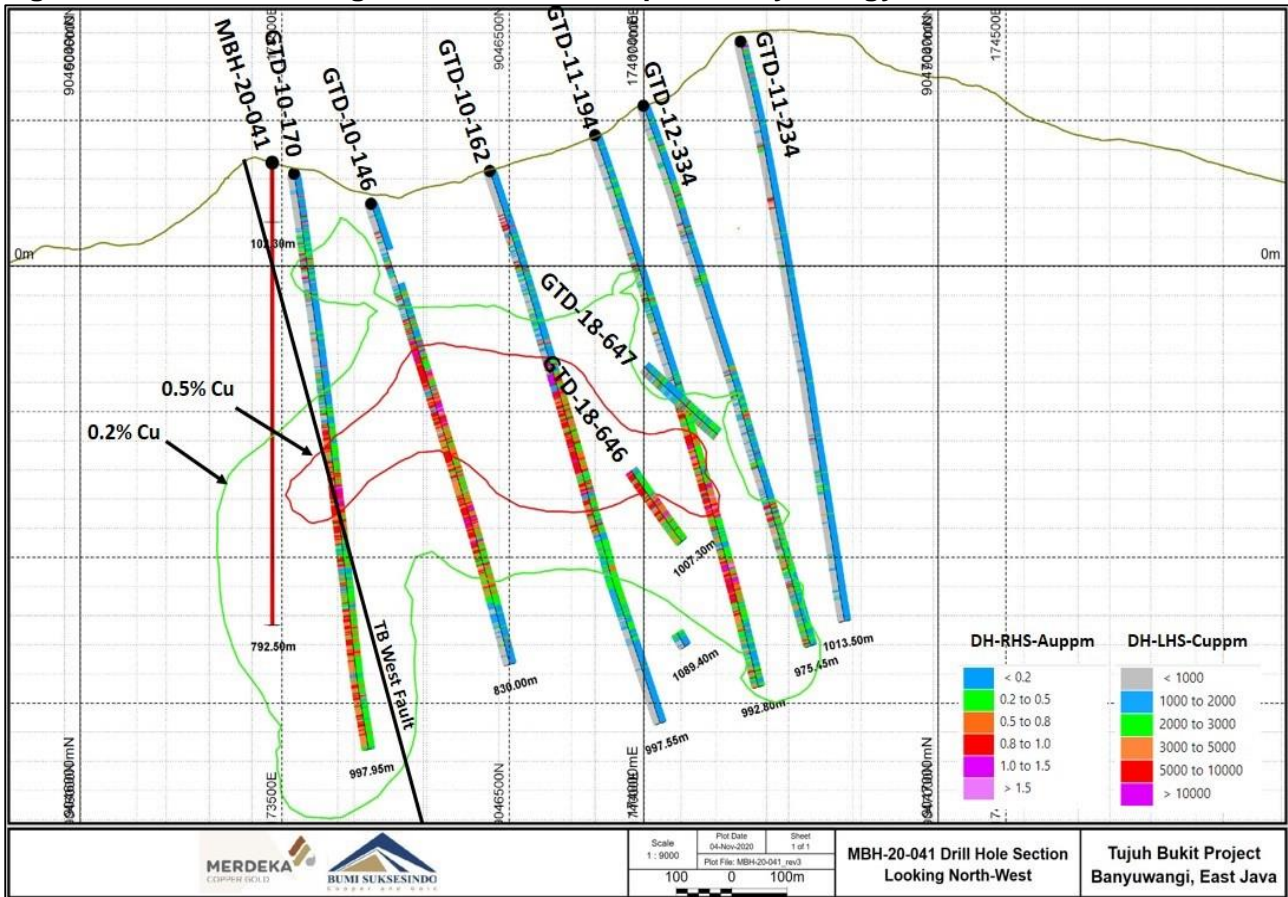 MBH-20-041
GTD-10-170
GTD-10-146
GTD-10-162
GTD-11-194
GTD-12-334
GTD-11-234
9046500N
174500E
0m
0m
102.30m
GTD-18-647
GTD-18-646
0.5% Cu
0.2% Cu
TB West Fault
792.50m
997.95m
830.00m
997.55m
1007.30m
1089.40m
992.80m
975.45m
1013.50m
9046500N
DH-RHS-Auppm
< 0.2
0.2 to 0.5
0.5 to 0.8
0.8 to 1.0
1.0 to 1.5
> 1.5
DH-LHS-Cuppm
< 1000
1000 to 2000
2000 to 3000
3000 to 5000
5000 to 10000
> 10000
MERDEKA
COPPER GOLD
BUMI SUKSESINDO
Copper and Gold
Scale
1 : 9000
Plot Date
04-Nov-2020
Sheet
1 of 1
Plot File: MBH-20-041_rev3
100 0 100m
MBH-20-041 Drill Hole Section
Looking North-West
Tujuh Bukit Project
Banyuwangi, East Java